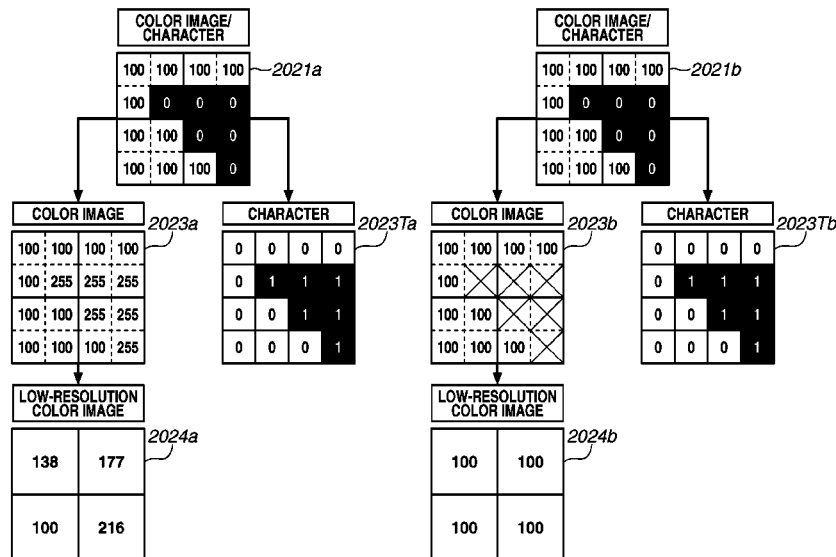 COLOR IMAGE/
CHARACTER
100 100 100 100
100 0 0 0
100 100 0 0
100 100 100 0
2021a
COLOR IMAGE
100 100 100 100
100 255 255 255
100 100 255 255
100 100 100 255
2023a
CHARACTER
0 0 0 0
0 1 1 1
0 0 1 1
0 0 0 1
2023Ta
LOW-RESOLUTION
COLOR IMAGE
138 177
100 216
2024a
COLOR IMAGE/
CHARACTER
100 100 100 100
100 0 0 0
100 100 0 0
100 100 100 0
2021b
COLOR IMAGE
100 100 100 100
100
100 100
100 100 100
2023b
CHARACTER
0 0 0 0
0 1 1 1
0 0 1 1
0 0 0 1
2023Tb
LOW-RESOLUTION
COLOR IMAGE
100 100
100 100
2024b